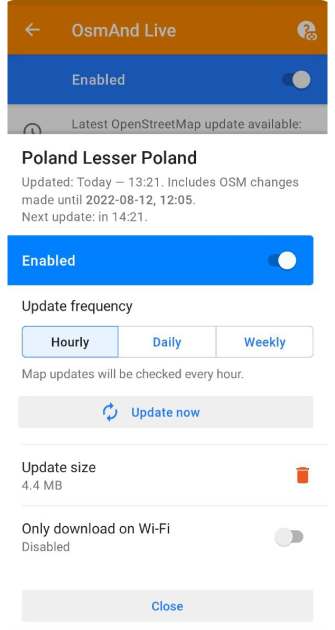 OsmAnd Live
Enabled
Latest OpenStreetMap update available:
Poland Lesser Poland
Updated: Today — 13:21. Includes OSM changes
made until 2022-08-12, 12:05.
Next update: in 14:21.
Enabled
Update frequency
Hourly
Daily
Weekly
Map updates will be checked every hour.
Update now
Update size
4.4 MB
Only download on Wi-Fi
Disabled
Close